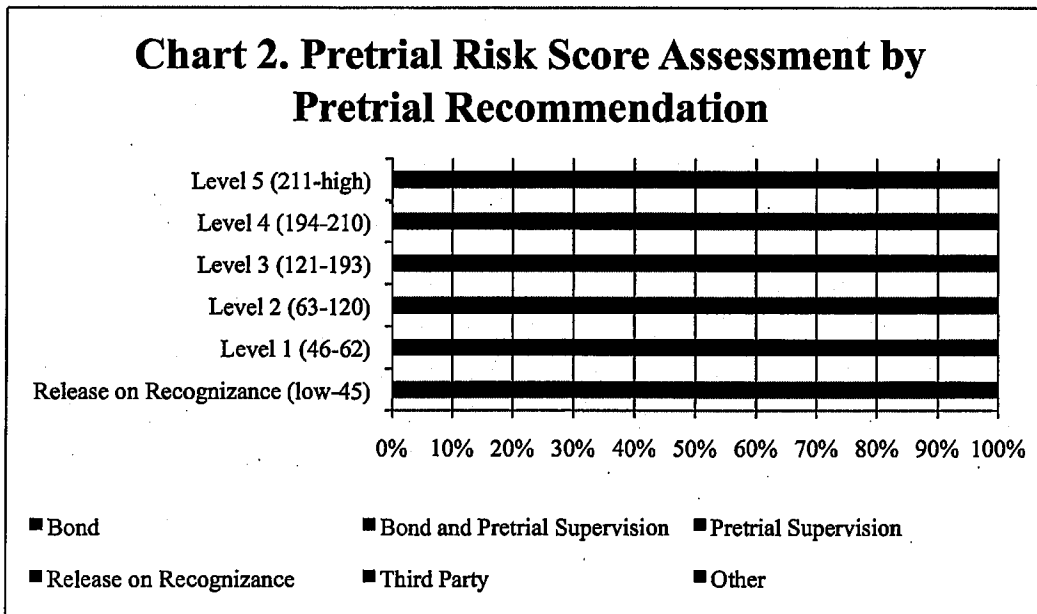 Chart 2. Pretrial Risk Score Assessment by
Pretrial Recommendation
Level 5 (211-high)
Level 4 (194-210)
Level 3 (121-193)
Level 2 (63-120)
Level 1 (46-62)
Release on Recognizance (low-45)
0% 10% 20% 30% 40% 50% 60% 70% 80% 90% 100%
Bond Bond and Pretrial Supervision Pretrial Supervision
Release on Recognizance Third Party Other